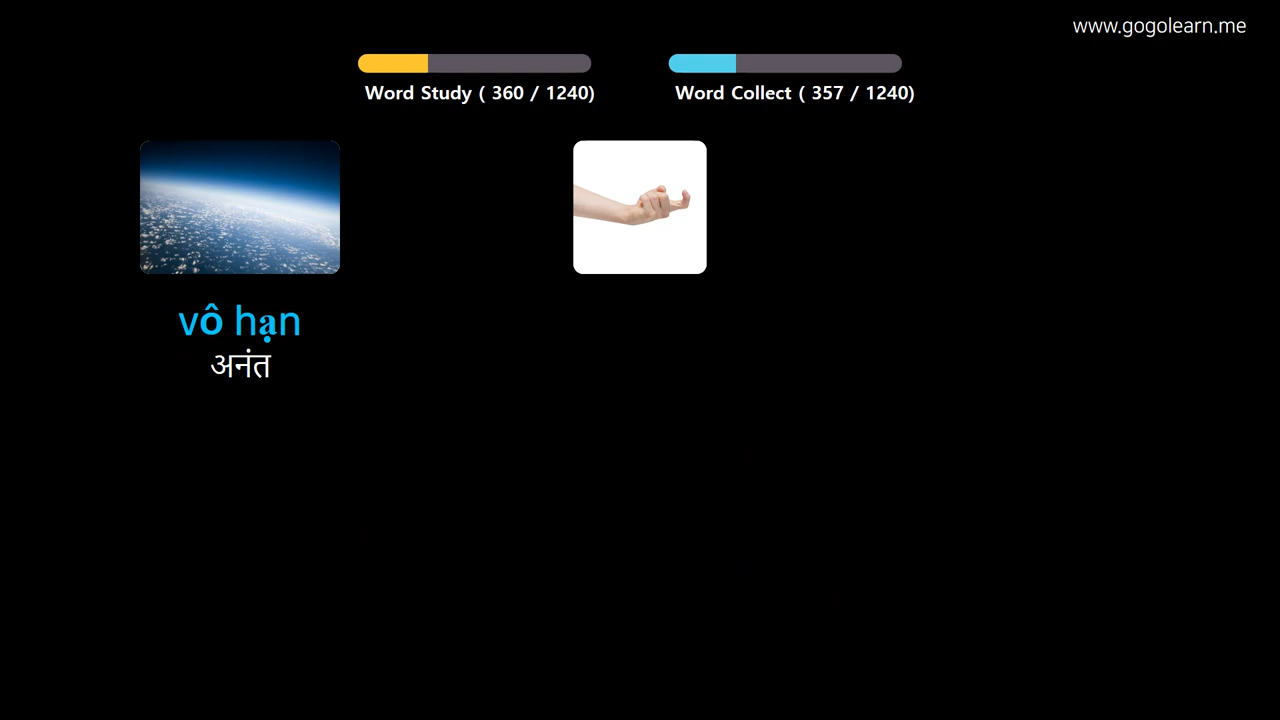 www.gogolearn.me
Word Study ( 360 / 1240)
Word Collect ( 357 / 1240)
vô hạn
अनंत